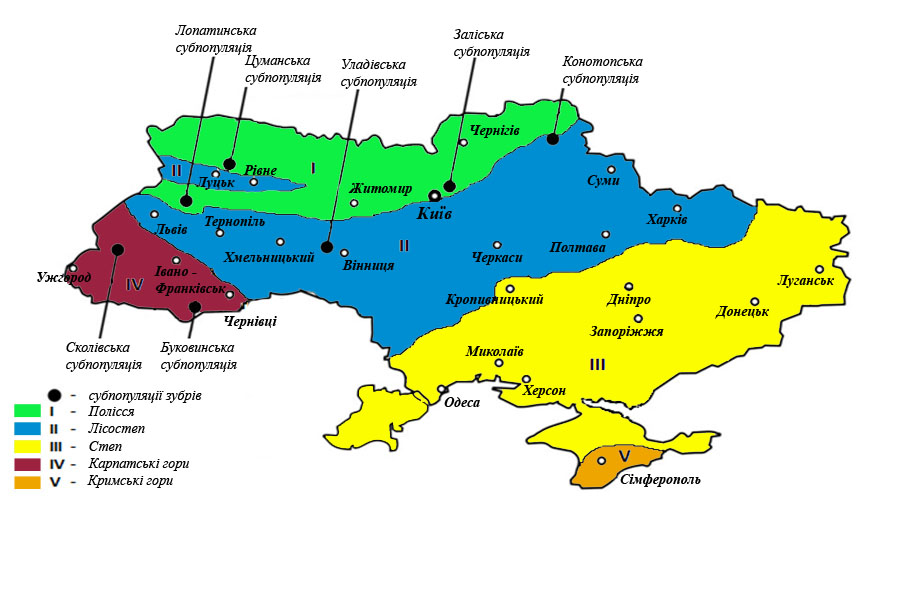 Лопатинська
субпопуляція
Цуманська
субпопуляція
Уладівська
субпопуляція
Заліська
субпопуляція
Конотопська
субпопуляція
Чернігів
I
II
Луцьк
Рівне
Житомир
Київ
Суми
Львів
Тернопіль
Хмельницький
Вінниця
II
Черкаси
Полтава
Харків
Ужгород
IV
Івано -
Франківськ
Чернівці
Кропивницький
Дніпро
Запоріжжя
Донецьк
Луганськ
Миколаїв
III
Херсон
Одеса
V
Сімферополь
Сколівська
субпопуляція
Буковинська
субпопуляція
- субпопуляції зубрів
I - Полісся
II - Лісостеп
III - Степ
IV - Карпатські гори
V - Кримські гори